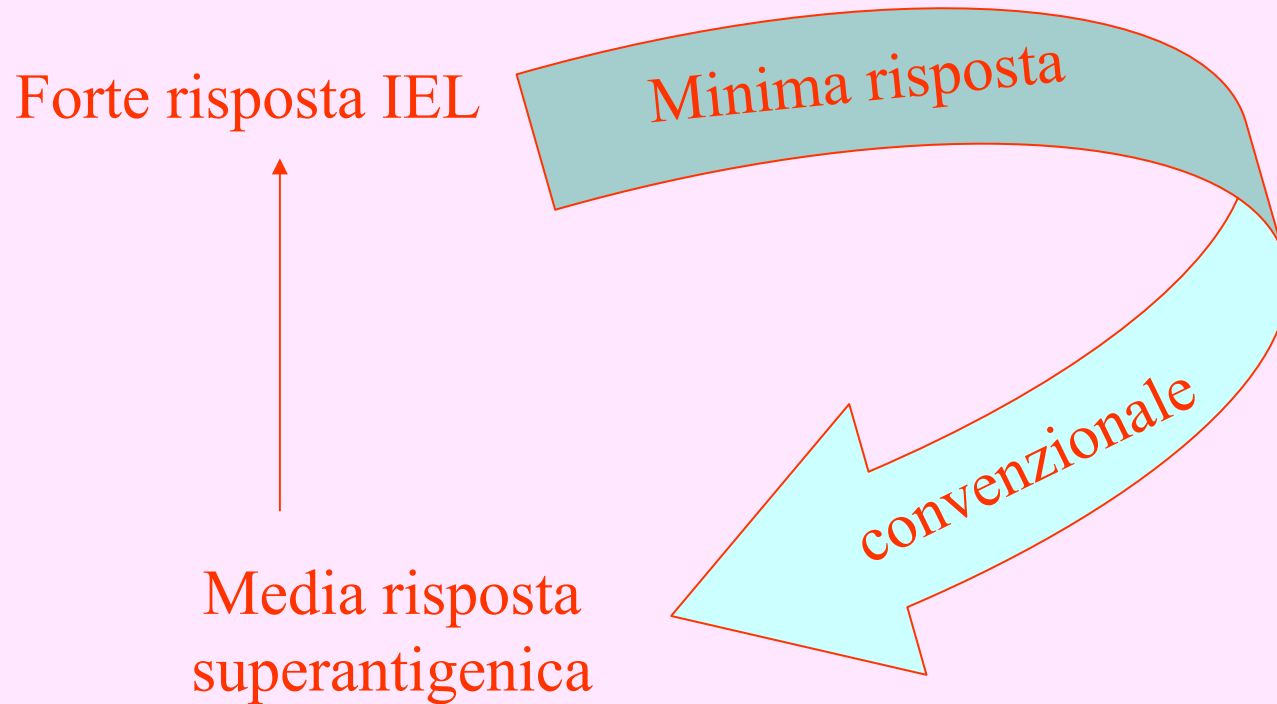 Forte risposta IEL
Minima risposta
convenzionale
Media risposta
superantigenica